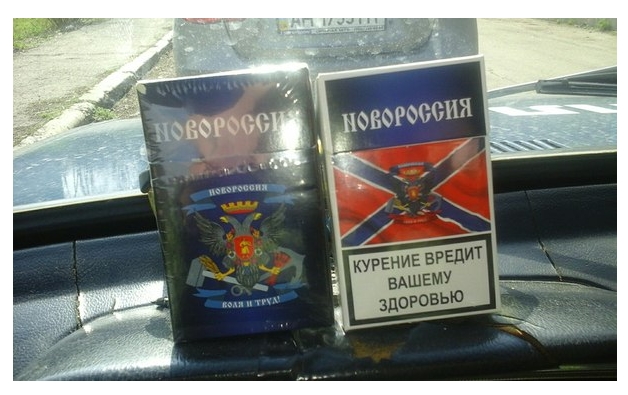 НОВОРОССИЯ
НОВОРОССИЯ
ВОЛЯ И ТРУД!
НОВОРОССИЯ
КУРЕНИЕ ВРЕДИТ
ВАШЕМУ
ЗДОРОВЬЮ